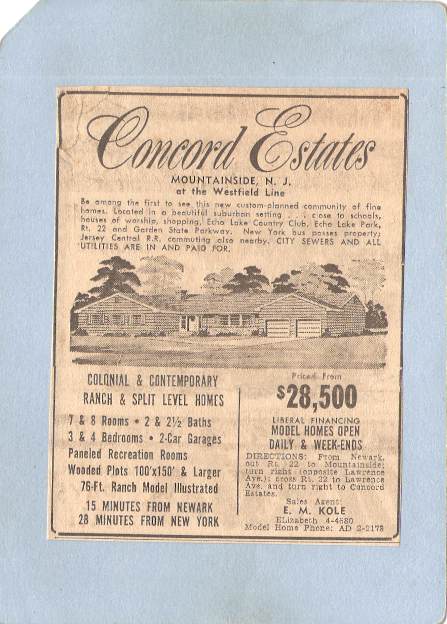 Concord Estates
MOUNTAINSIDE, N. J.
at the Westfield Line
Be among the first to see this new custom-planned community of fine
homes. Located in a beautiful suburban setting . . . close to schools,
houses of worship, shopping, Echo Lake Country Club, Echo Lake Park,
Rt. 22 and Garden State Parkway. New York bus passes property;
Jersey Central R.R. commuting also nearby. CITY SEWERS AND ALL
UTILITIES ARE IN AND PAID FOR.
COLONIAL & CONTEMPORARY
RANCH & SPLIT LEVEL HOMES
7 & 8 Rooms • 2 & 2½ Baths
3 & 4 Bedrooms • 2-Car Garages
Paneled Recreation Rooms
Wooded Plots 100'x150' & Larger
76-Ft. Ranch Model Illustrated
15 MINUTES FROM NEWARK
28 MINUTES FROM NEW YORK
Priced From
$28,500
LIBERAL FINANCING
MODEL HOMES OPEN
DAILY & WEEK-ENDS
DIRECTIONS: From Newark,
out Rt. 22 to Mountainside;
turn right (opposite Lawrence
Ave.); cross Rt. 22 to Lawrence
Ave. and turn right to Concord
Estates.
Sales Agent:
E. M. KOLE
ELizabeth 4-4580
Model Home Phone: AD 2-2178